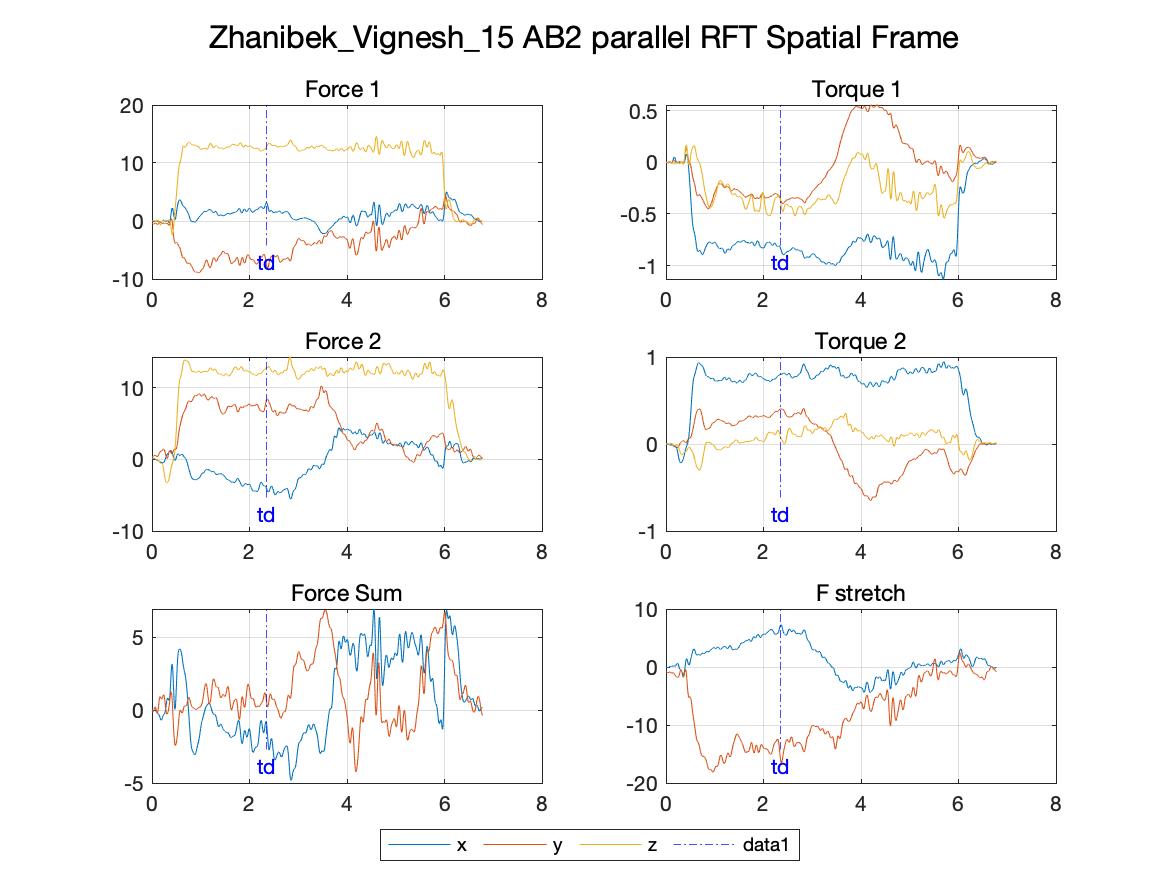 Zhanibek_Vignesh_15 AB2 parallel RFT Spatial Frame
Force 1
20
10
0
-10
td
0 2 4 6 8
Torque 1
0.5
0
-0.5
-1
td
0 2 4 6 8
Force 2
10
0
-10
td
0 2 4 6 8
Torque 2
1
0
-1
td
0 2 4 6 8
Force Sum
5
0
-5
td
0 2 4 6 8
F stretch
10
0
-10
-20
td
0 2 4 6 8
x y z data1